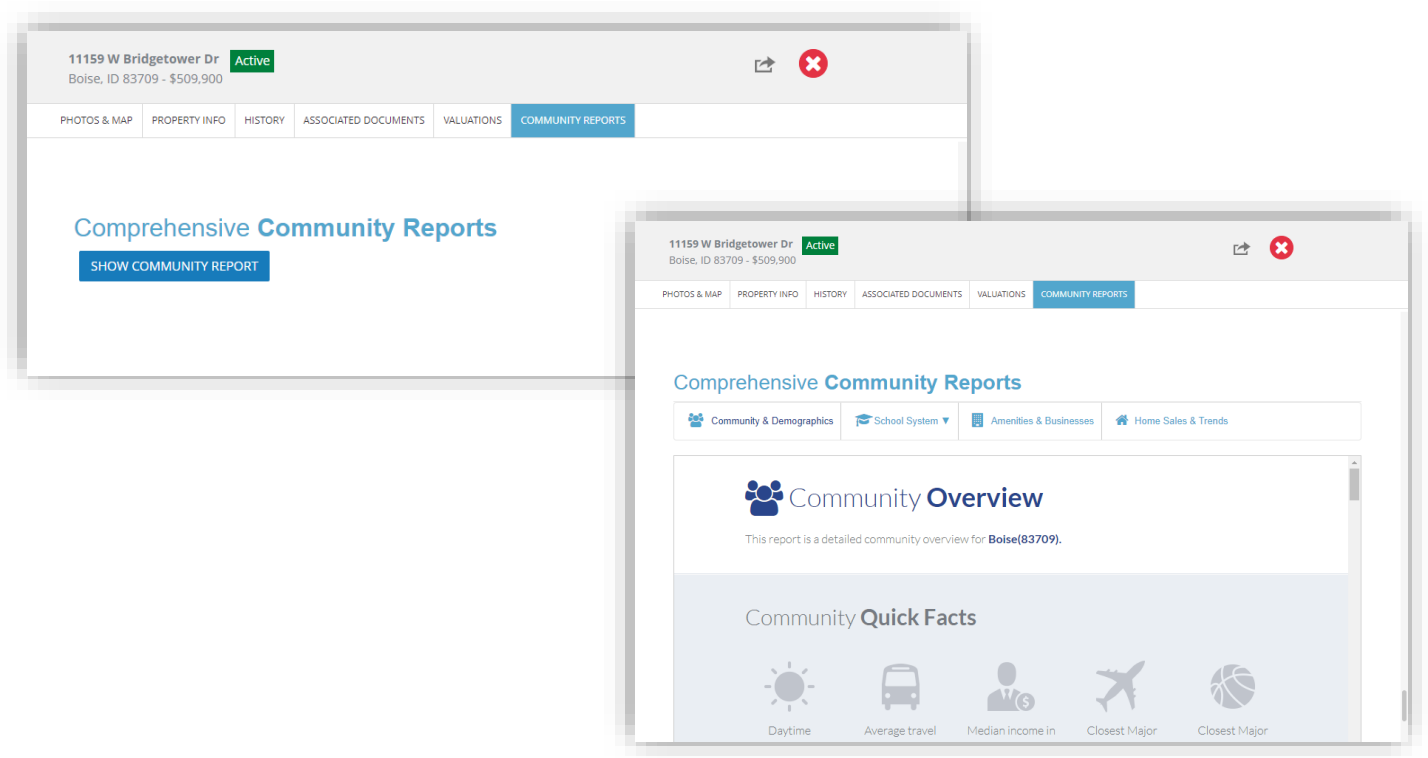 11159 W Bridgetower Dr Active
Boise, ID 83709 - $509,900
PHOTOS & MAP PROPERTY INFO HISTORY ASSOCIATED DOCUMENTS VALUATIONS COMMUNITY REPORTS
Comprehensive Community Reports
SHOW COMMUNITY REPORT
11159 W Bridgetower Dr Active
Boise, ID 83709 - $509,900
PHOTOS & MAP PROPERTY INFO HISTORY ASSOCIATED DOCUMENTS VALUATIONS COMMUNITY REPORTS
Comprehensive Community Reports
Community & Demographics School System ▼ Amenities & Businesses Home Sales & Trends
Community Overview
This report is a detailed community overview for Boise(83709).
Community Quick Facts
$
Daytime Average travel Median income in Closest Major Closest Major